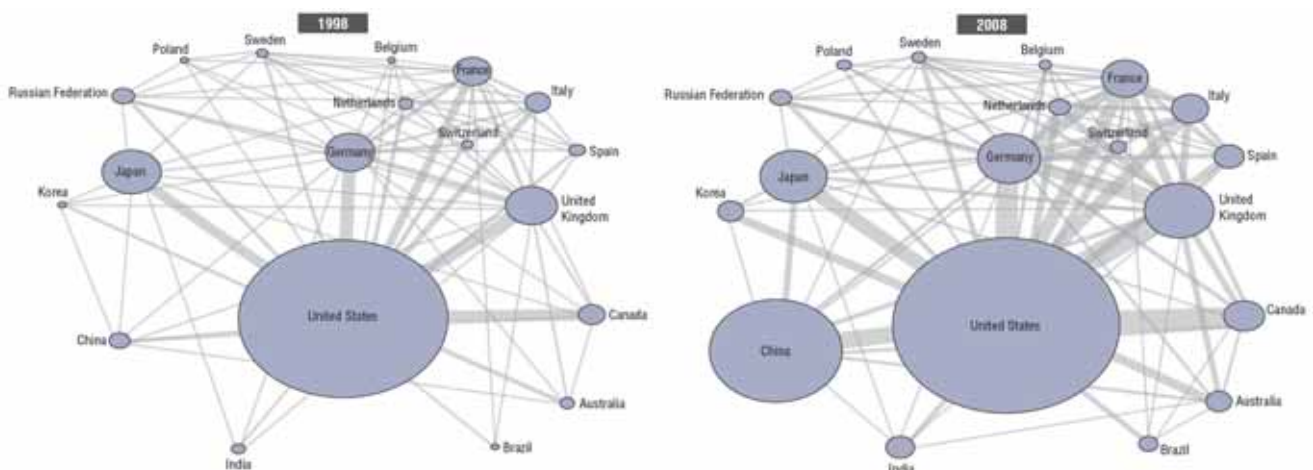 1998
Sweden
Belgium
Poland
France
Russian Federation
Netherlands
Italy
Switzerland
Germany
Spain
Japan
Korea
United
Kingdom
United States
Canada
China
Australia
Brazil
India
2008
Sweden
Belgium
Poland
France
Russian Federation
Netherlands
Italy
Switzerland
Germany
Spain
Japan
Korea
United
Kingdom
Canada
United States
China
Australia
Brazil
India